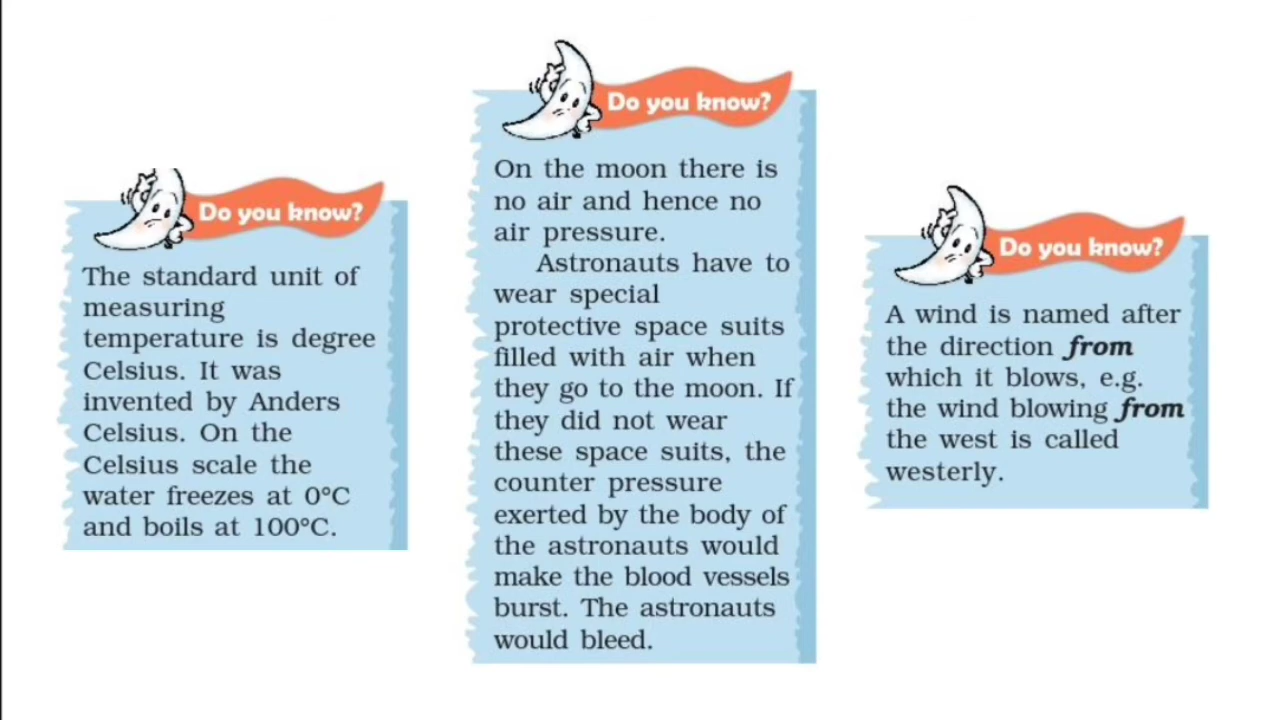 Do you know?
The standard unit of
measuring
temperature is degree
Celsius. It was
invented by Anders
Celsius. On the
Celsius scale the
water freezes at 0°C
and boils at 100°C.
Do you know?
On the moon there is
no air and hence no
air pressure.
Astronauts have to
wear special
protective space suits
filled with air when
they go to the moon. If
they did not wear
these space suits, the
counter pressure
exerted by the body of
the astronauts would
make the blood vessels
burst. The astronauts
would bleed.
Do you know?
A wind is named after
the direction from
which it blows, e.g.
the wind blowing from
the west is called
westerly.